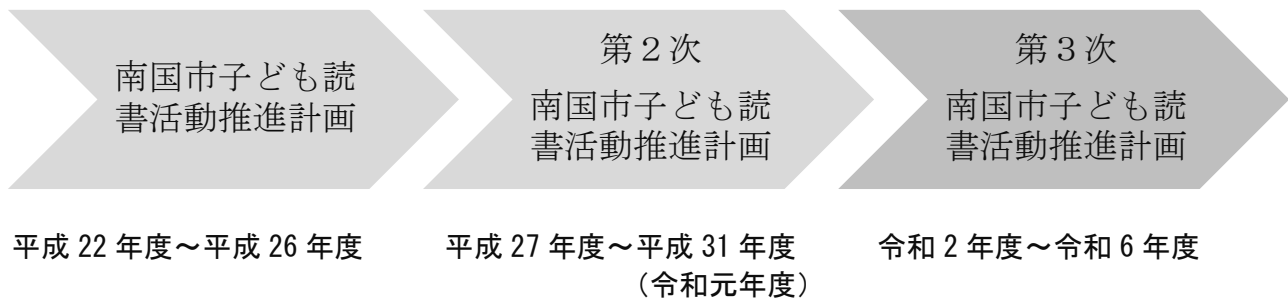 南国市子ども読
書活動推進計画
第２次
南国市子ども読
書活動推進計画
第３次
南国市子ども読
書活動推進計画
平成 22 年度～平成 26 年度
平成 27 年度～平成 31 年度
（令和元年度）
令和 2 年度～令和 6 年度